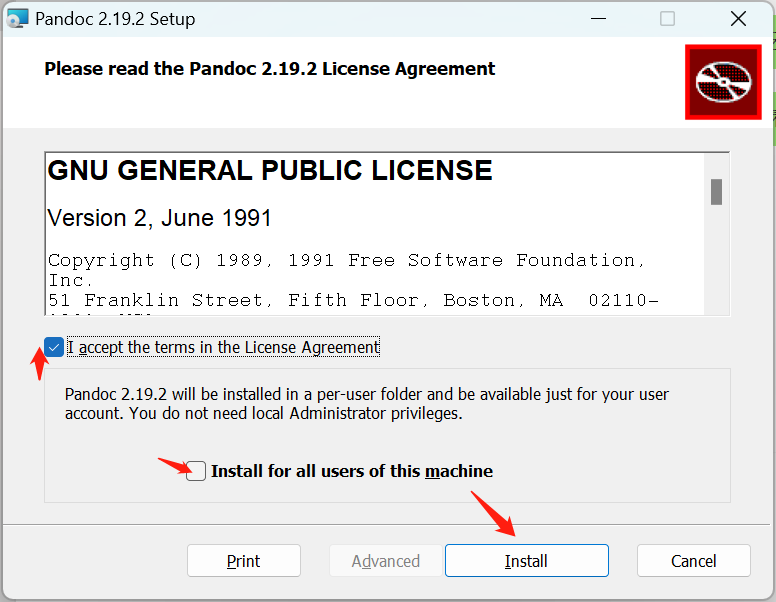 Pandoc 2.19.2 Setup
Please read the Pandoc 2.19.2 License Agreement
GNU GENERAL PUBLIC LICENSE
Version 2, June 1991
Copyright (C) 1989, 1991 Free Software Foundation,
Inc.
51 Franklin Street, Fifth Floor, Boston, MA  02110-
I accept the terms in the License Agreement
Pandoc 2.19.2 will be installed in a per-user folder and be available just for your user
account. You do not need local Administrator privileges.
Install for all users of this machine
Print Advanced Install Cancel